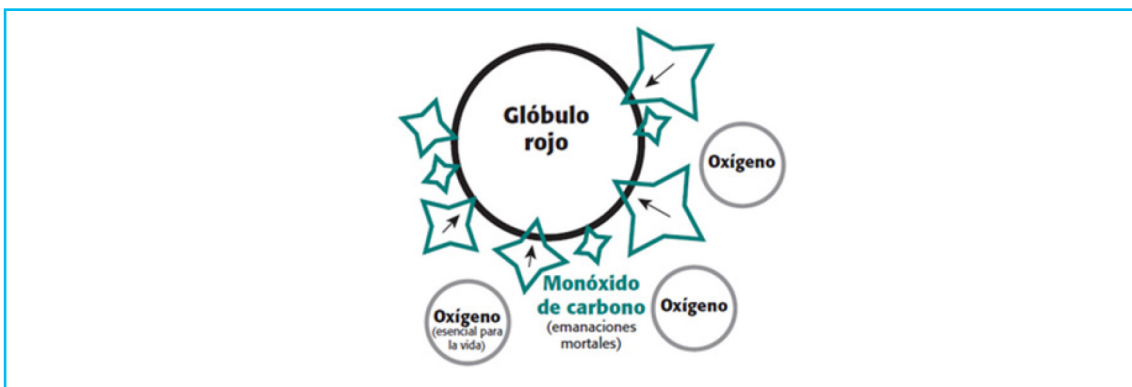 Glóbulo
rojo
Oxígeno
Oxígeno
(esencial para
la vida)
Monóxido
de carbono
(emanaciones
mortales)
Oxígeno